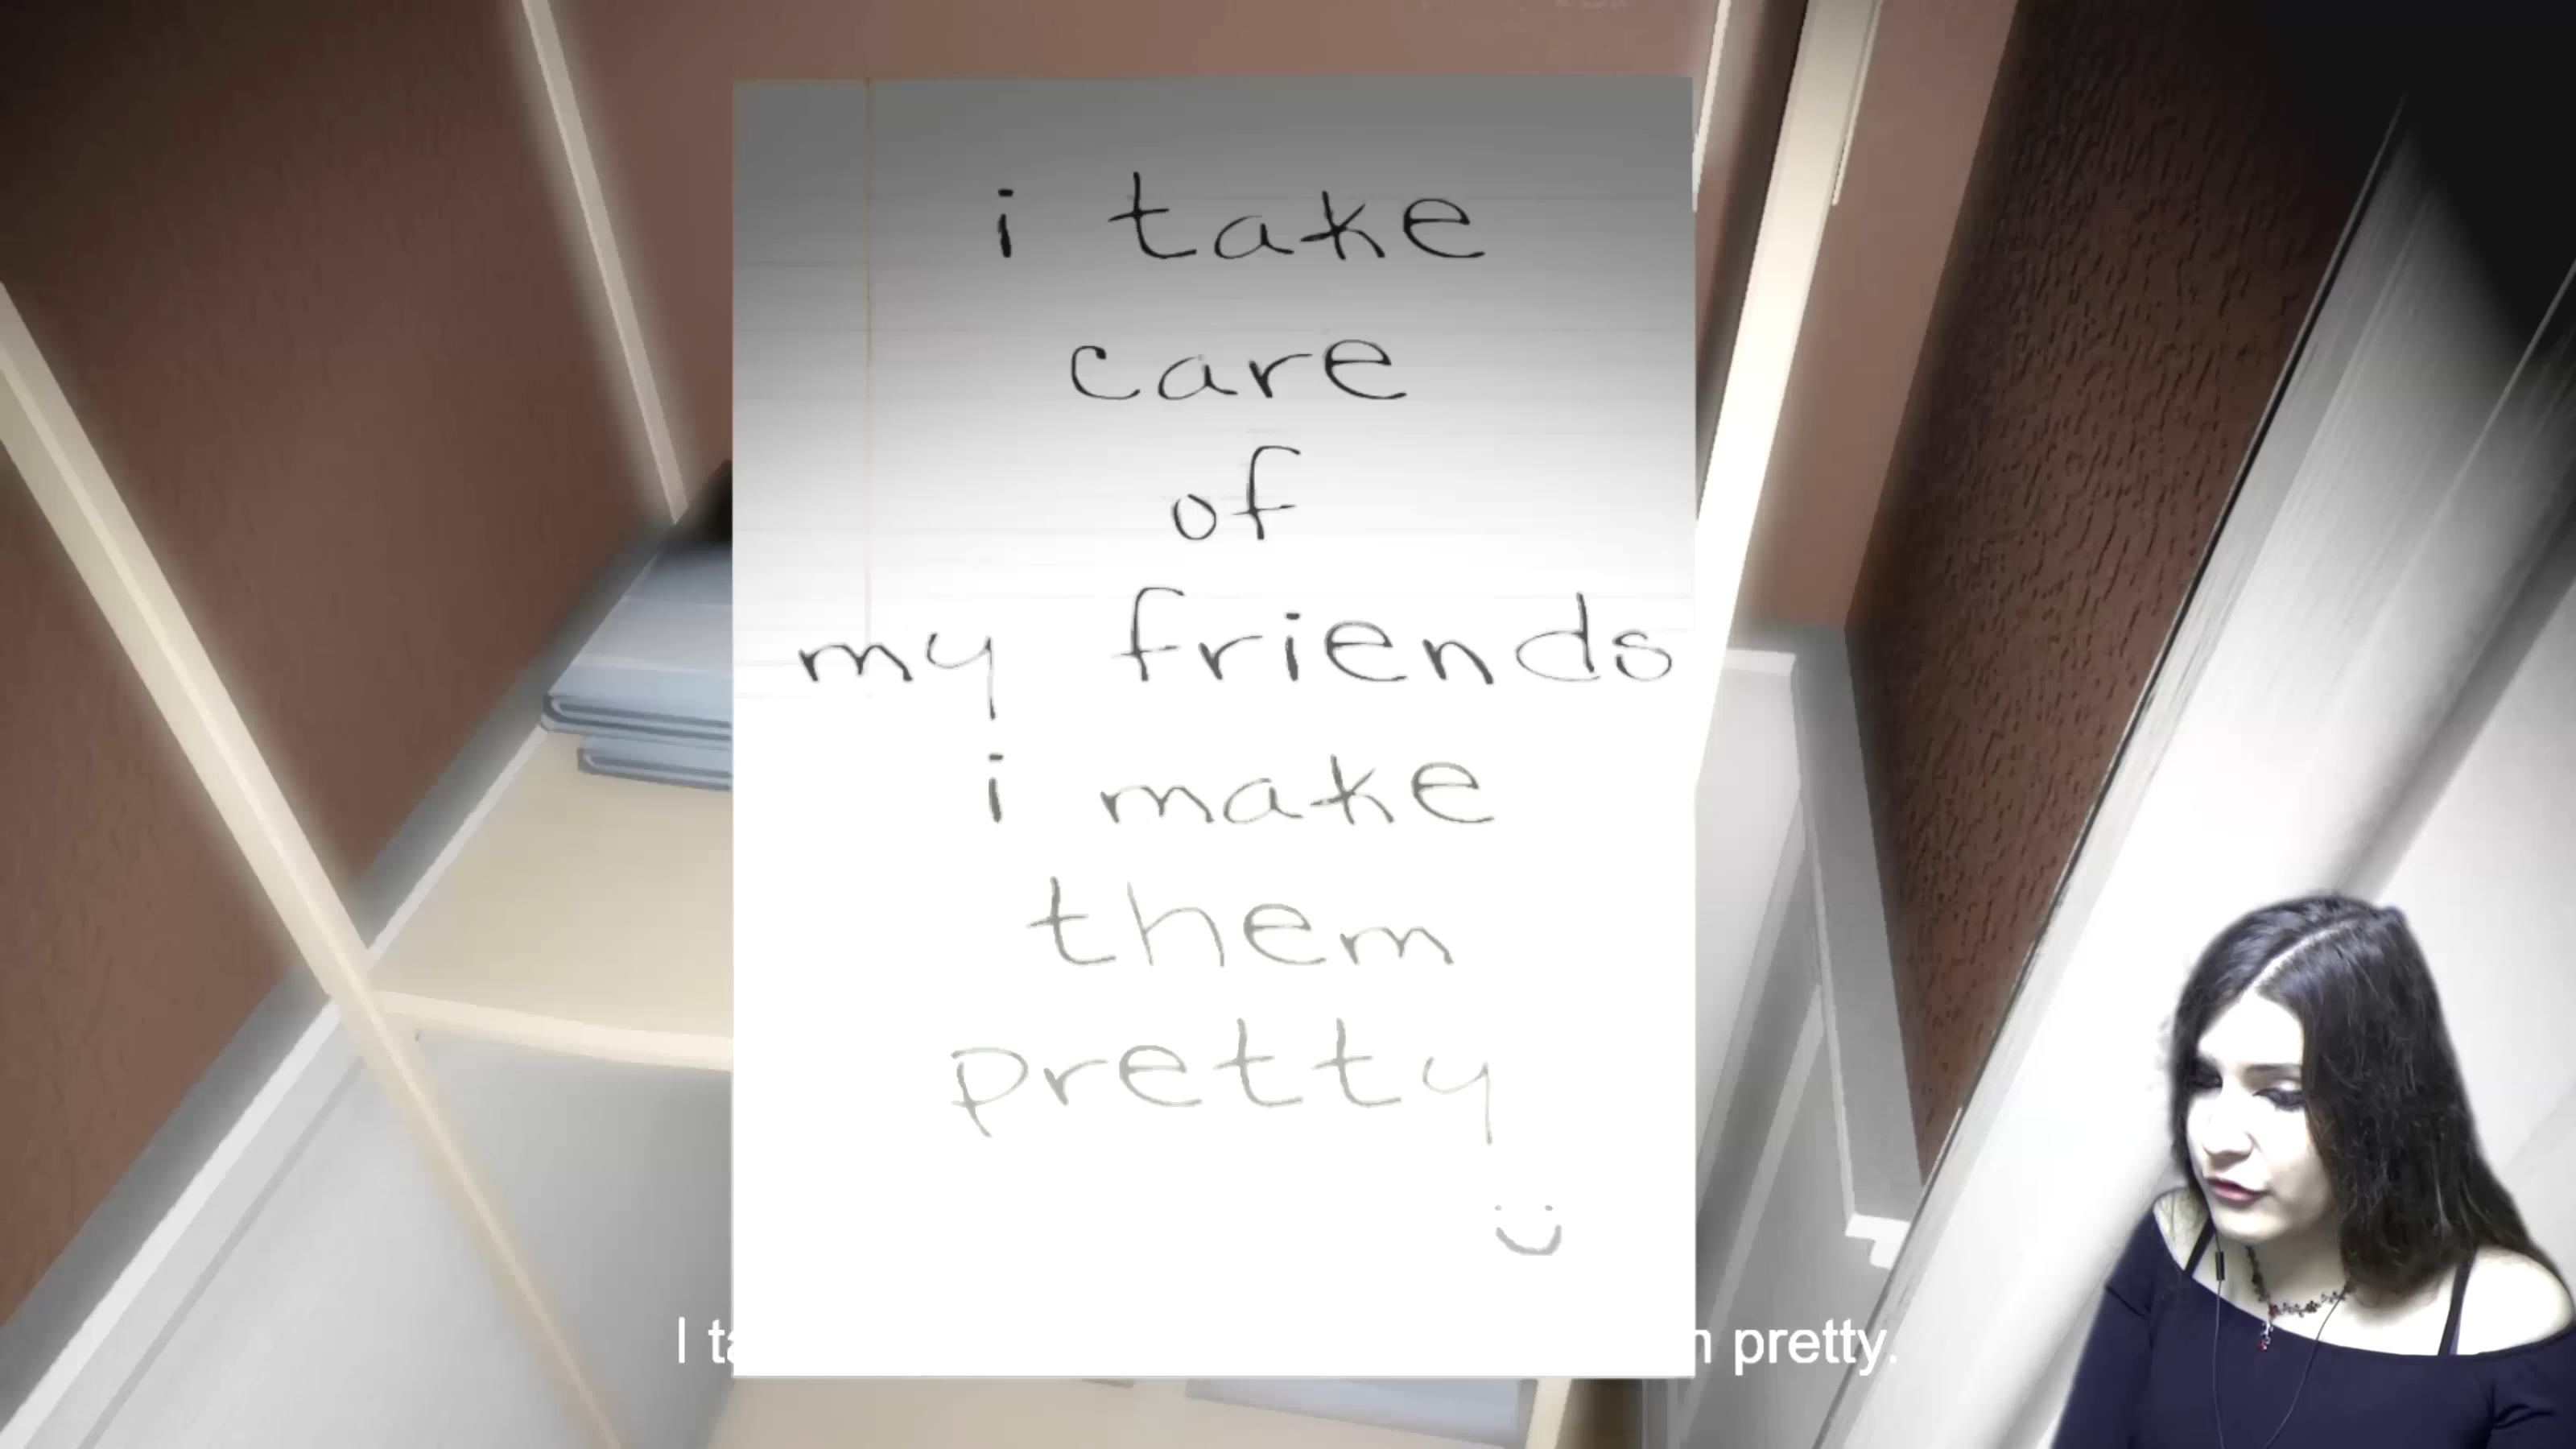 i take
care
of
my friends
i make
them
pretty
I ta
pretty.